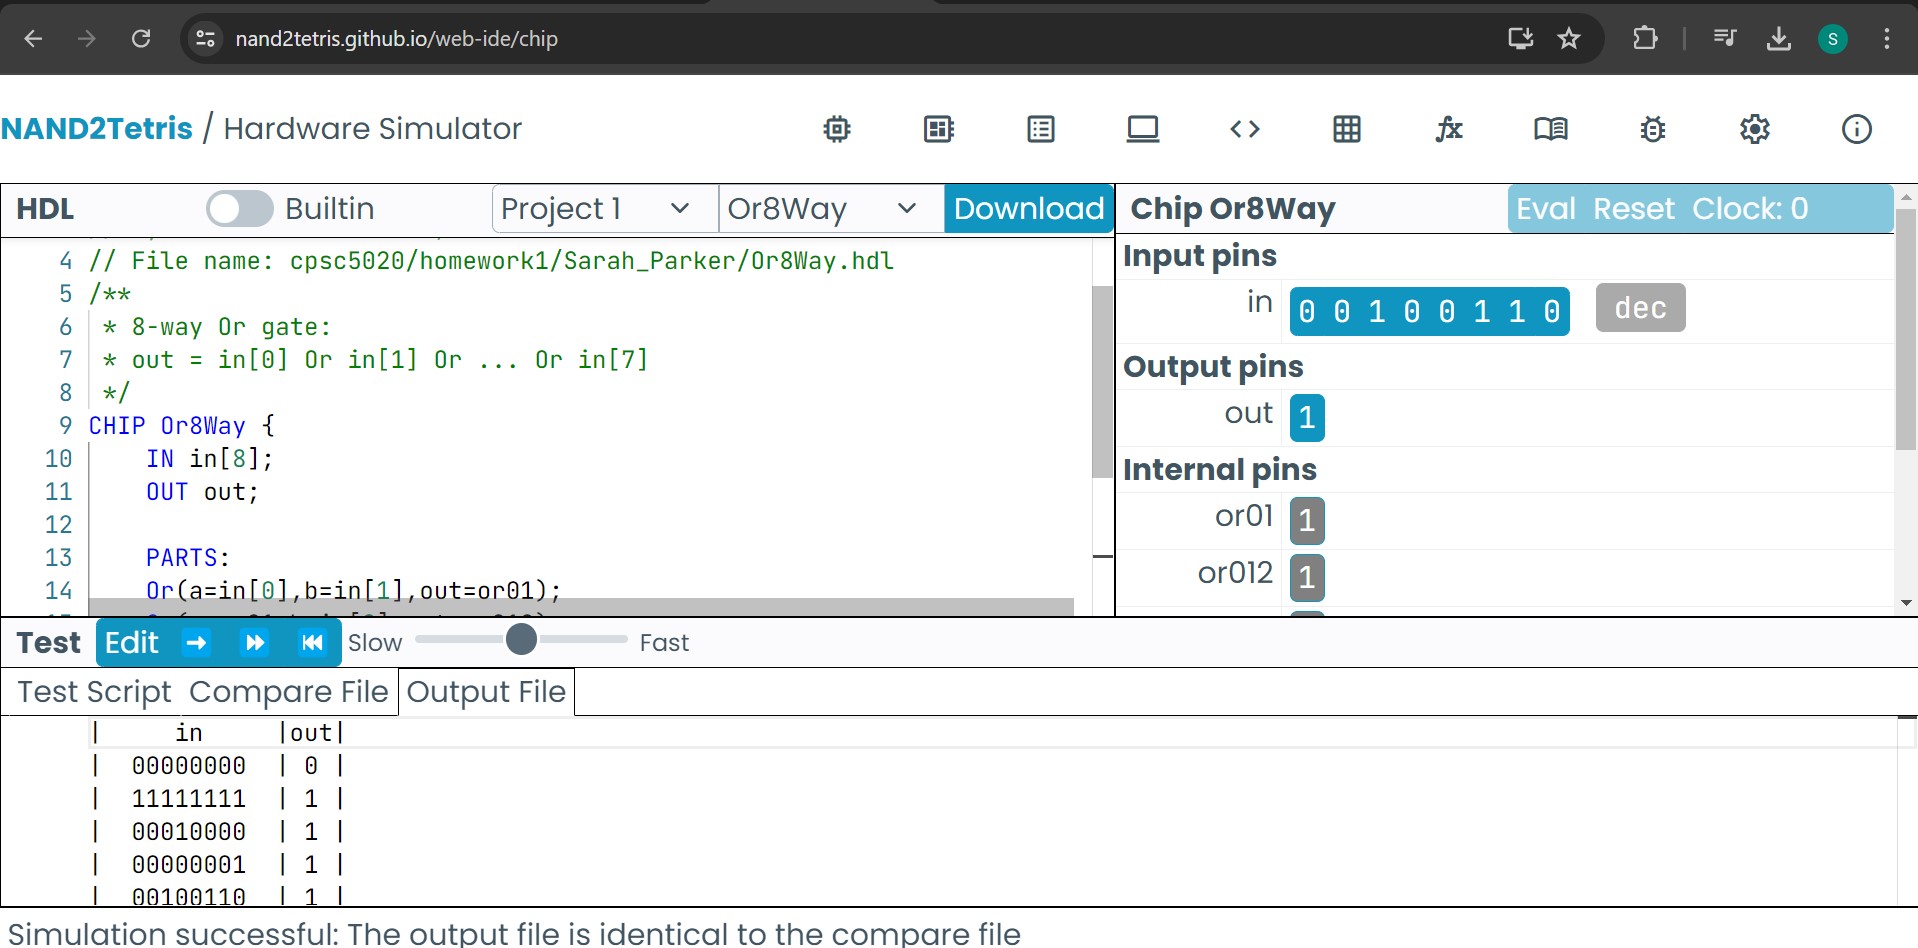 nand2tetris.github.io/web-ide/chip
S
NAND2Tetris / Hardware Simulator
HDL Builtin Project 1 Or8Way Download
4 // File name: cpsc5020/homework1/Sarah_Parker/Or8Way.hdl
5 /**
6 * 8-way Or gate:
7 * out = in[0] Or in[1] Or ... Or in[7]
8 */
9 CHIP Or8Way {
10 IN in[8];
11 OUT out;
12
13 PARTS:
14 Or(a=in[0],b=in[1],out=or01);
Chip Or8Way Eval Reset Clock: 0
Input pins
in 0 0 1 0 0 1 1 0 dec
Output pins
out 1
Internal pins
or01 1
or012 1
Test Edit Slow Fast
Test Script Compare File Output File
| in |out|
| 00000000 | 0 |
| 11111111 | 1 |
| 00010000 | 1 |
| 00000001 | 1 |
| 00100110 | 1 |
Simulation successful: The output file is identical to the compare file